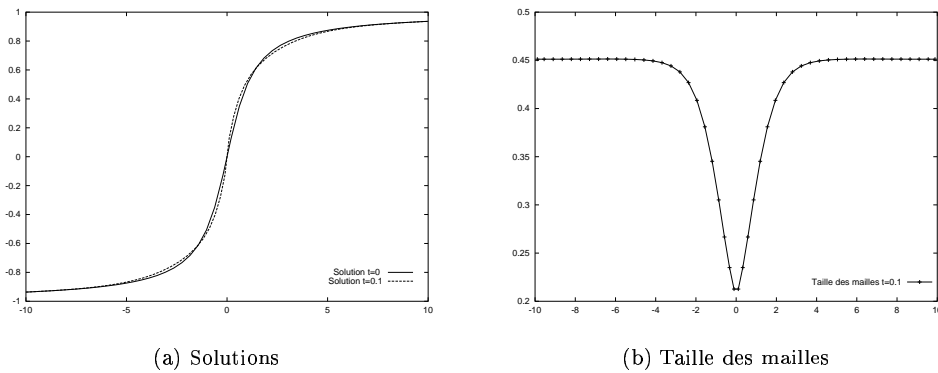 1
0.8
0.6
0.4
0.2
0
-0.2
-0.4
-0.6
-0.8
-1
-10 -5 0 5 10
Solution t=0
Solution t=0.1
(a) Solutions
0.5
0.45
0.4
0.35
0.3
0.25
0.2
-10 -8 -6 -4 -2 0 2 4 6 8 10
Taille des mailles t=0.1
(b) Taille des mailles